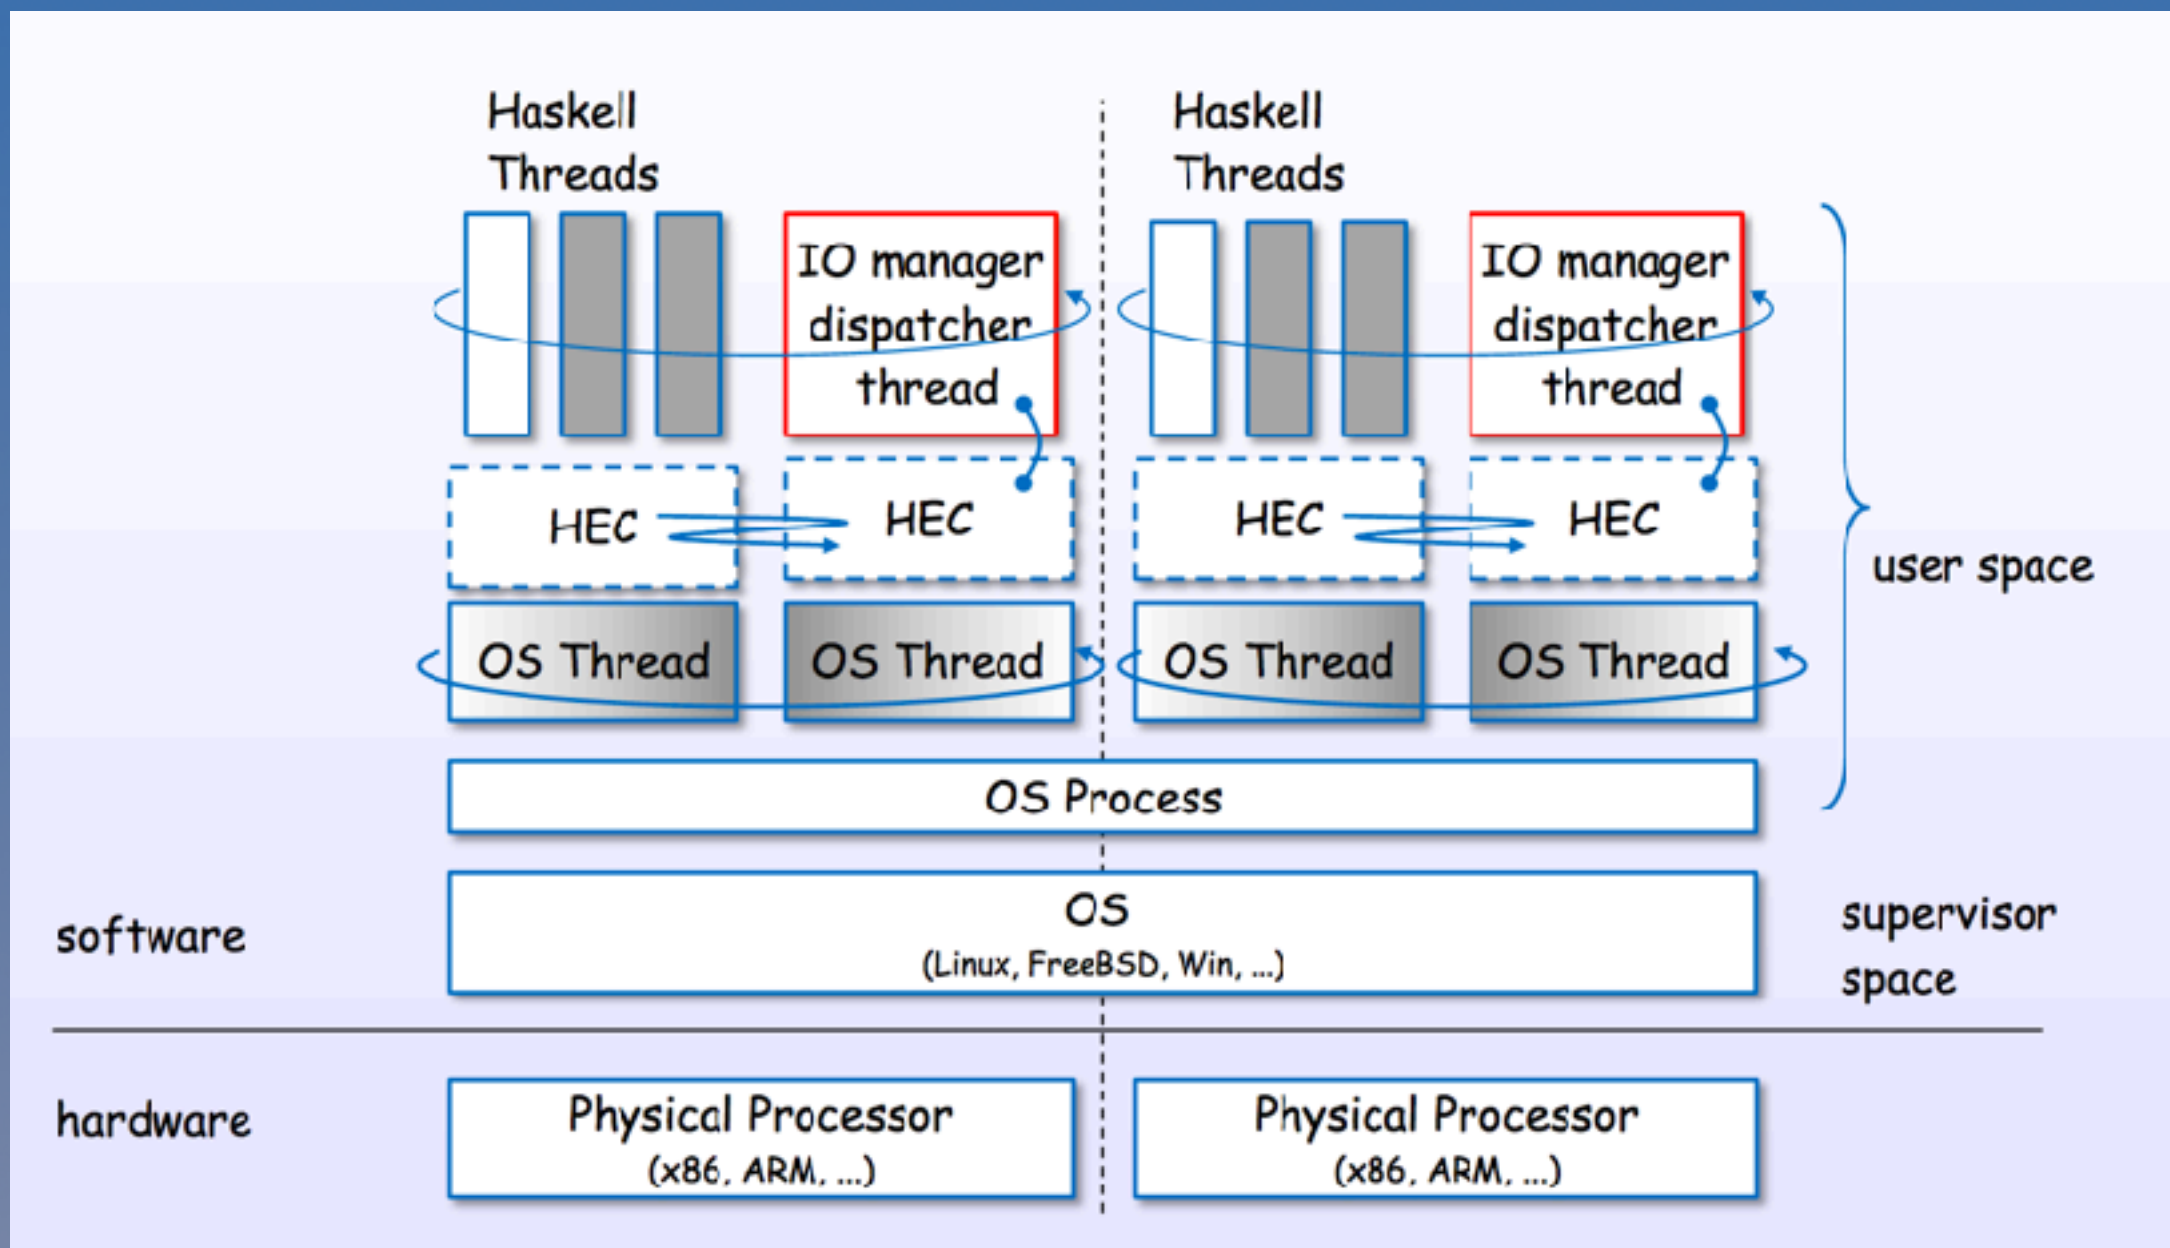 Haskell
Threads
Haskell
Threads
IO manager
dispatcher
thread
IO manager
dispatcher
thread
HEC
HEC
HEC
HEC
user space
OS Thread
OS Thread
OS Thread
OS Thread
OS Process
software
OS
(Linux, FreeBSD, Win, ...)
supervisor
space
hardware
Physical Processor
(x86, ARM, ...)
Physical Processor
(x86, ARM, ...)